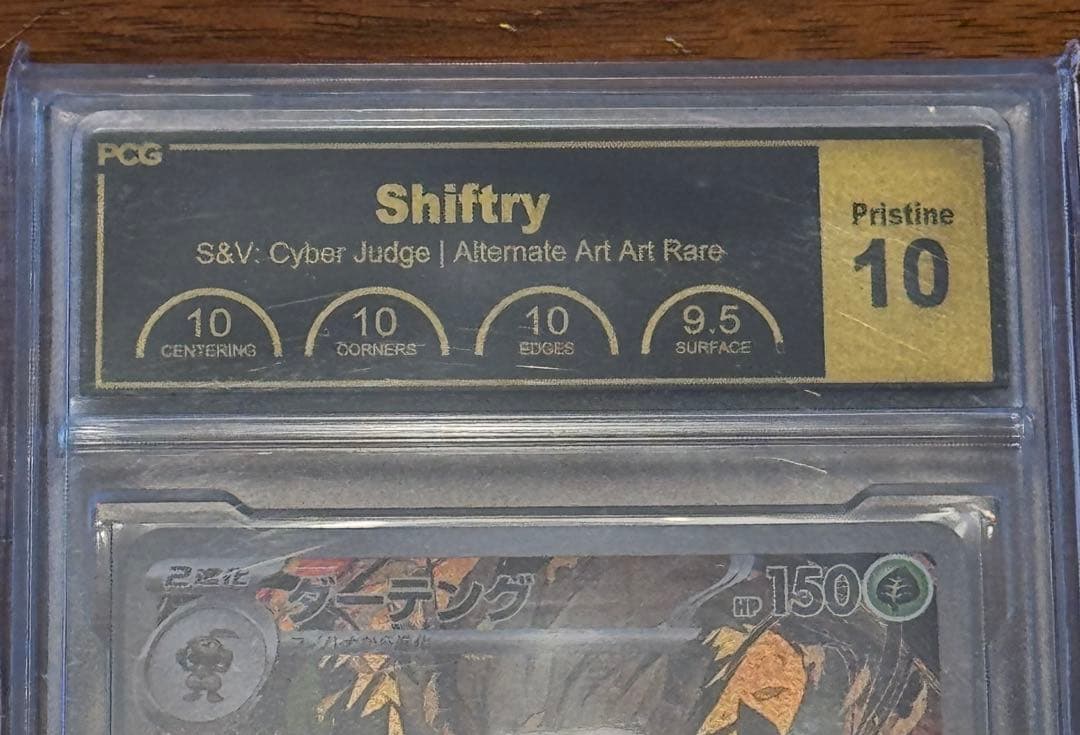 PCG
Shiftry
S&V: Cyber Judge | Alternate Art Art Rare
10
CENTERING
10
CORNERS
10
EDGES
9.5
SURFACE
Pristine
10
2進化
ダーテング
HP 150